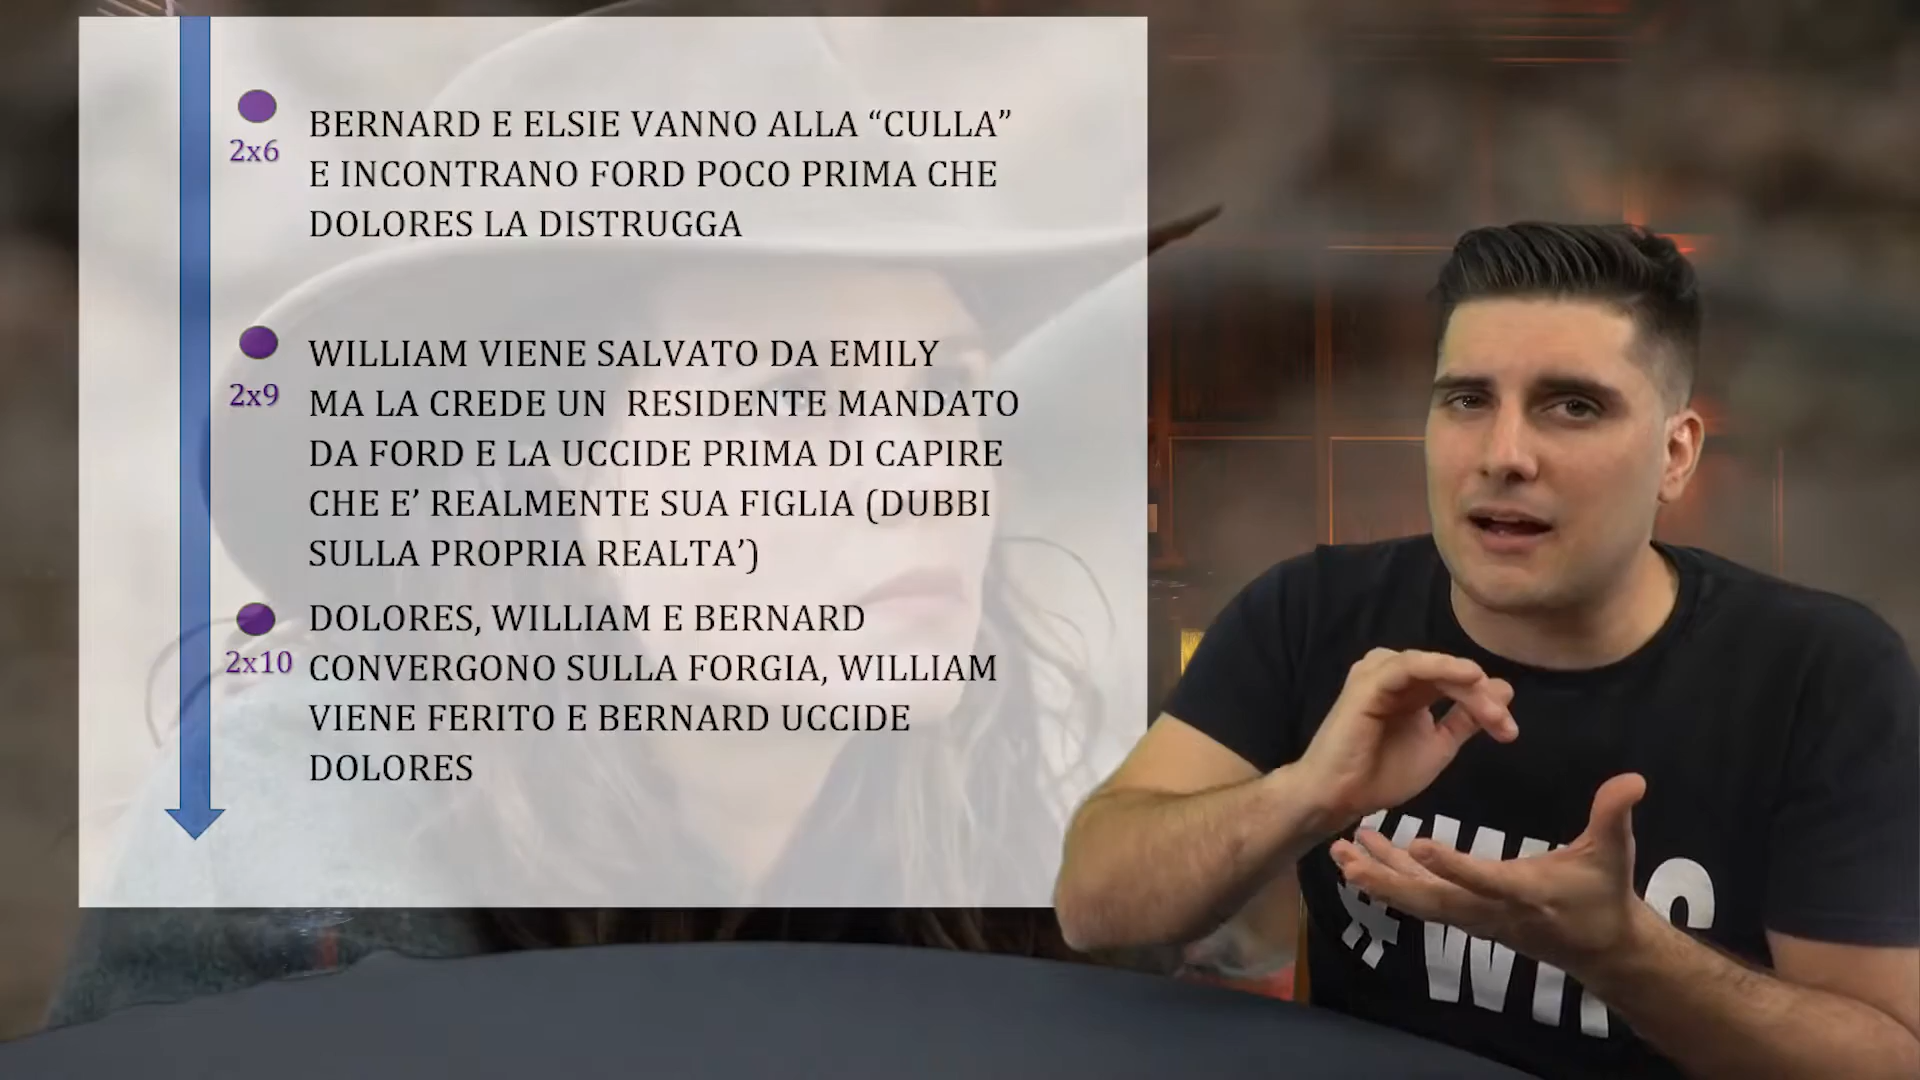 BERNARD E ELSIE VANNO ALLA “CULLA”
2x6
E INCONTRANO FORD POCO PRIMA CHE
DOLORES LA DISTRUGGA
WILLIAM VIENE SALVATO DA EMILY
2x9
MA LA CREDE UN RESIDENTE MANDATO
DA FORD E LA UCCIDE PRIMA DI CAPIRE
CHE E’ REALMENTE SUA FIGLIA (DUBBI
SULLA PROPRIA REALTA’)
DOLORES, WILLIAM E BERNARD
2x10
CONVERGONO SULLA FORGIA, WILLIAM
VIENE FERITO E BERNARD UCCIDE
DOLORES